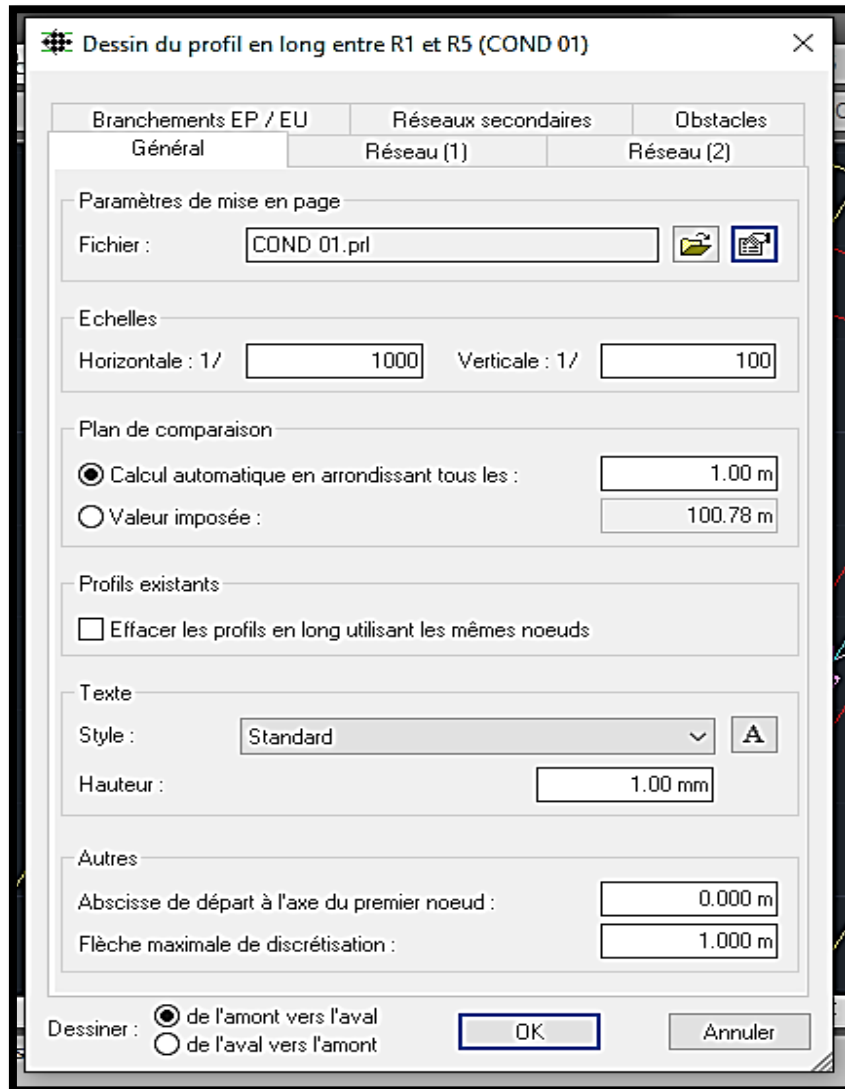 Dessin du profil en long entre R1 et R5 (COND 01)
Branchements EP / EU Réseaux secondaires Obstacles
Général Réseau (1) Réseau (2)
Paramètres de mise en page
Fichier : COND 01.prl
Echelles
Horizontale : 1/ 1000 Verticale : 1/ 100
Plan de comparaison
Calcul automatique en arrondissant tous les : 1.00 m
Valeur imposée : 100.78 m
Profils existants
Effacer les profils en long utilisant les mêmes noeuds
Texte
Style : Standard A
Hauteur : 1.00 mm
Autres
Abscisse de départ à l'axe du premier noeud : 0.000 m
Flèche maximale de discrétisation : 1.000 m
Dessiner : de l'amont vers l'aval OK Annuler
de l'aval vers l'amont